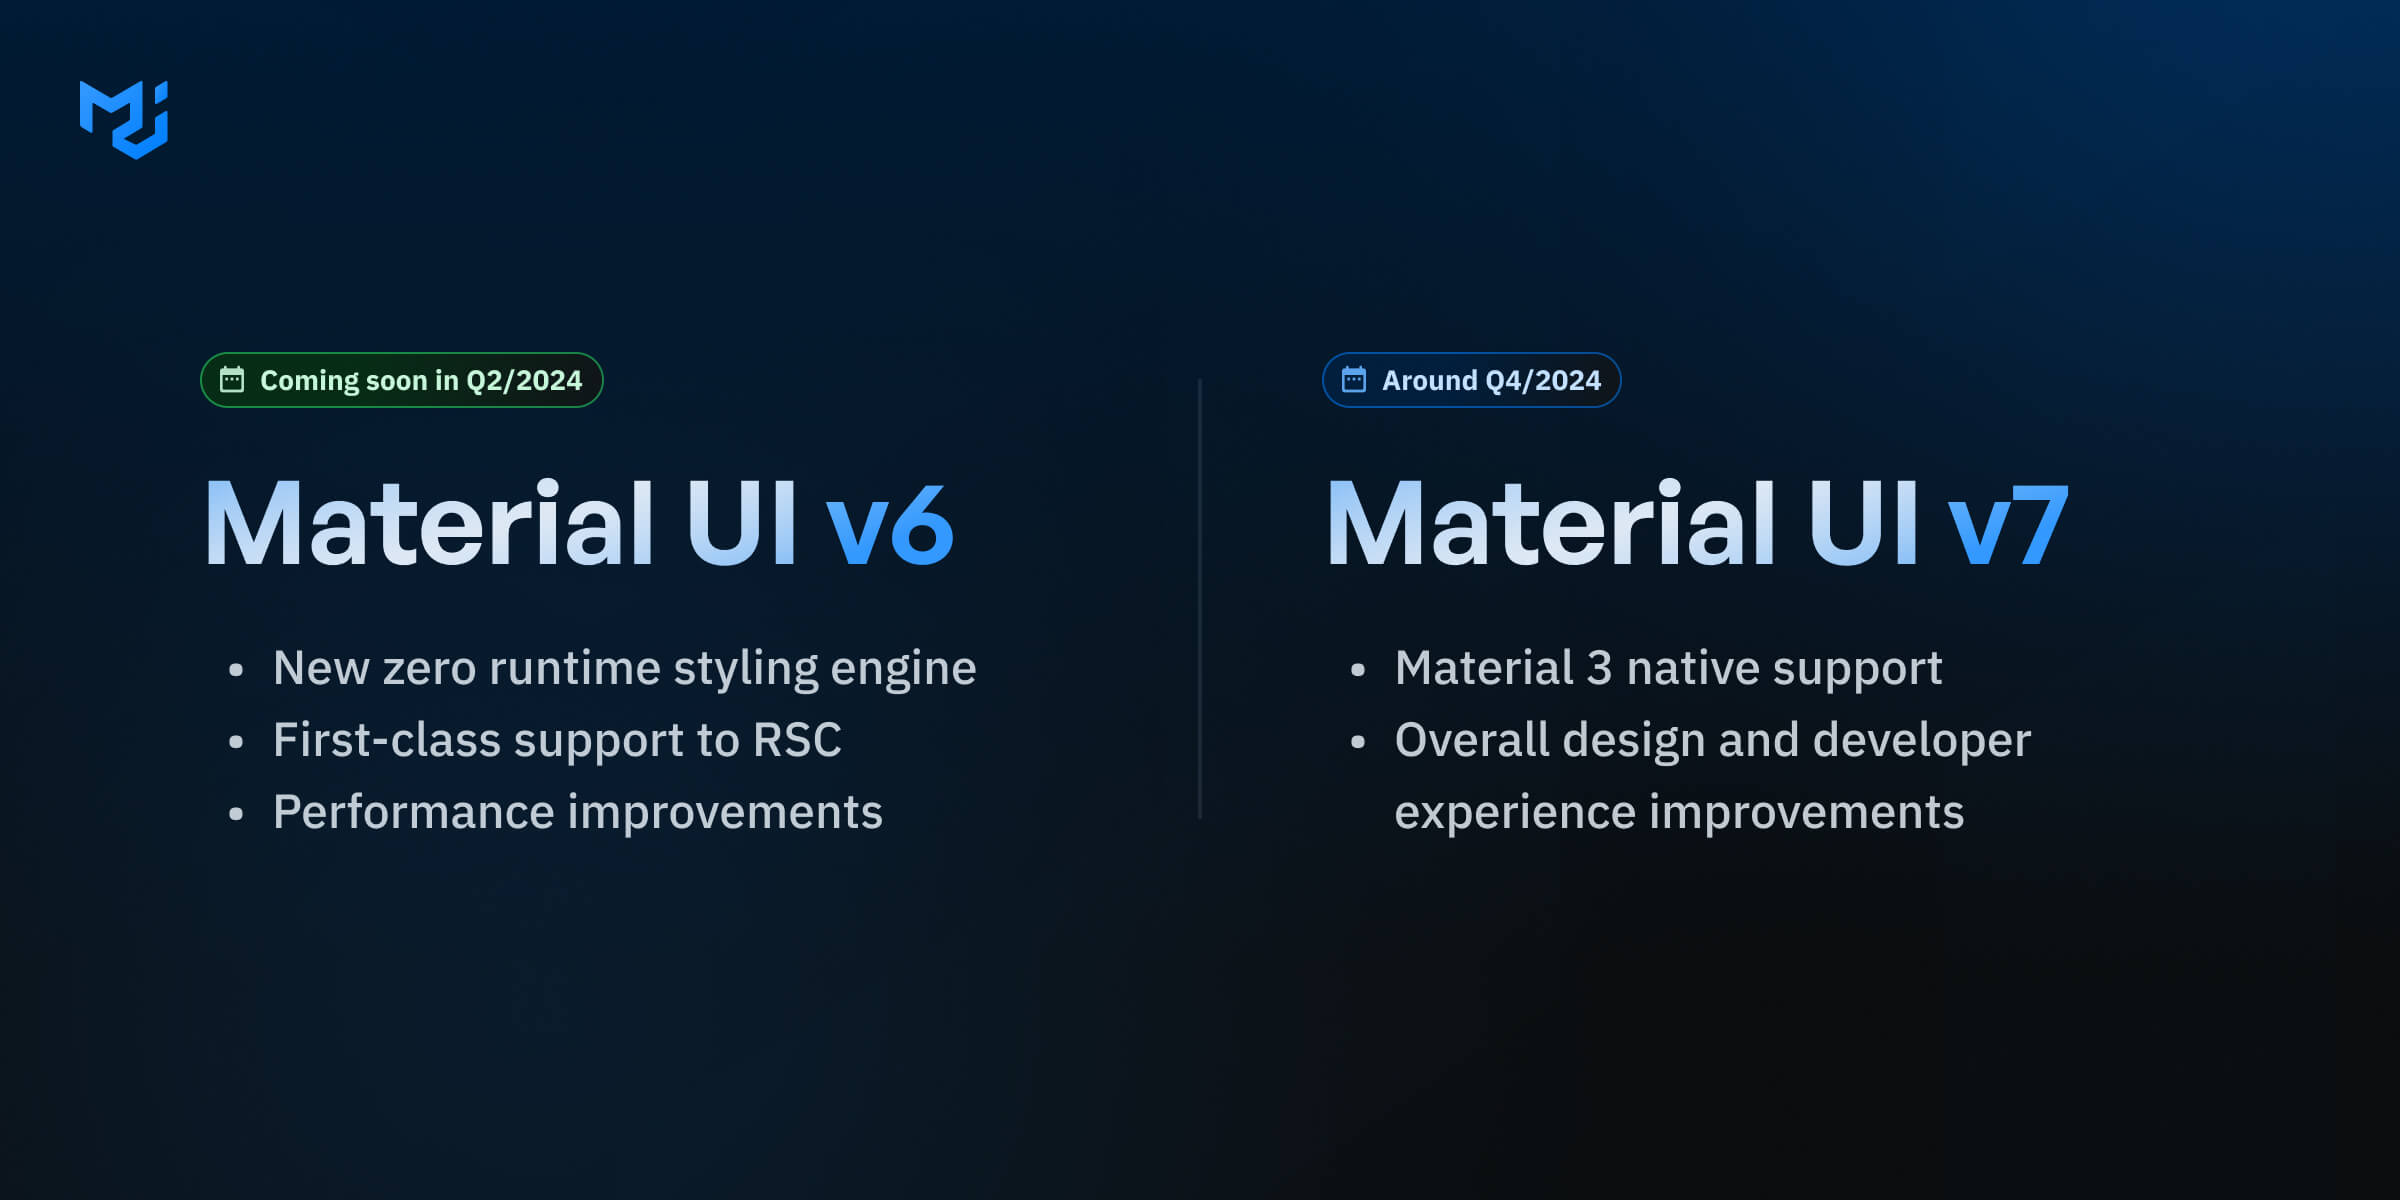 Coming soon in Q2/2024
Material UI v6
• New zero runtime styling engine
• First-class support to RSC
• Performance improvements
Around Q4/2024
Material UI v7
• Material 3 native support
• Overall design and developer
experience improvements